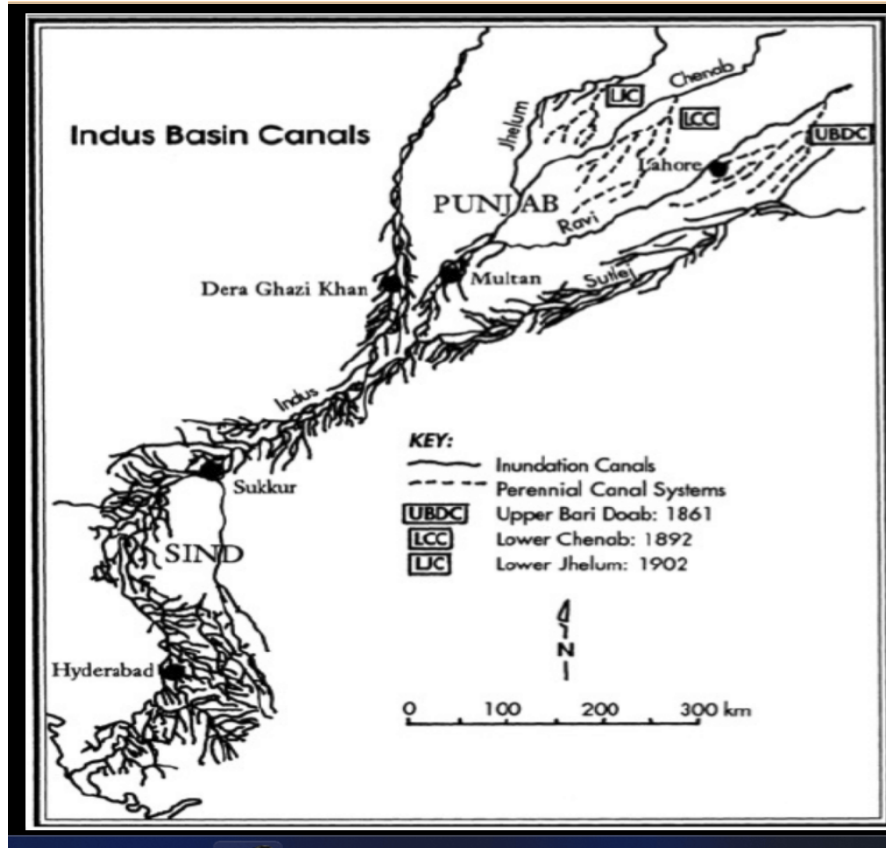 Indus Basin Canals
Jhelum
LJC
Chenab
LCC
UBDC
Lahore
PUNJAB
Ravi
Dera Ghazi Khan
Multan
Sutlej
Indus
Sukkur
SIND
Hyderabad
KEY:
Inundation Canals
Perennial Canal Systems
UBDC Upper Bari Doab: 1861
LCC Lower Chenab: 1892
LJC Lower Jhelum: 1902
N
0 100 200 300 km